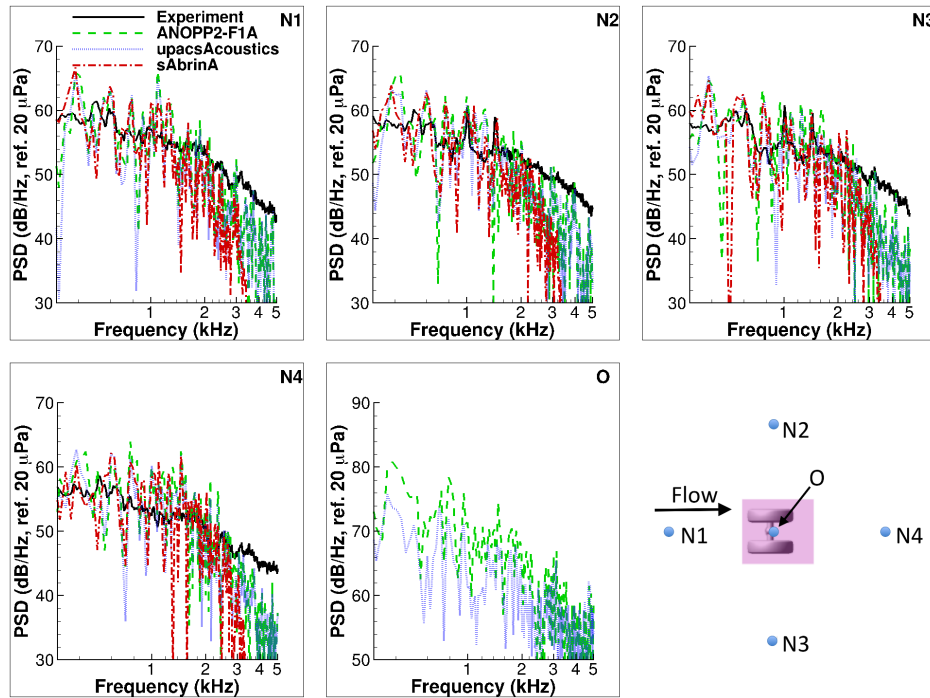 N1
Experiment
ANOPP2-F1A
upacsAcoustics
sAbrinA
PSD (dB/Hz, ref. 20 μPa)
70
60
50
40
30
1
2
3
4
5
Frequency (kHz)
N2
PSD (dB/Hz, ref. 20 μPa)
70
60
50
40
30
1
2
3
4
5
Frequency (kHz)
N3
PSD (dB/Hz, ref. 20 μPa)
70
60
50
40
30
1
2
3
4
5
Frequency (kHz)
N4
PSD (dB/Hz, ref. 20 μPa)
70
60
50
40
30
1
2
3
4
5
Frequency (kHz)
O
PSD (dB/Hz, ref. 20 μPa)
90
80
70
60
50
1
2
3
4
5
Frequency (kHz)
N2
O
Flow
N1
N4
N3